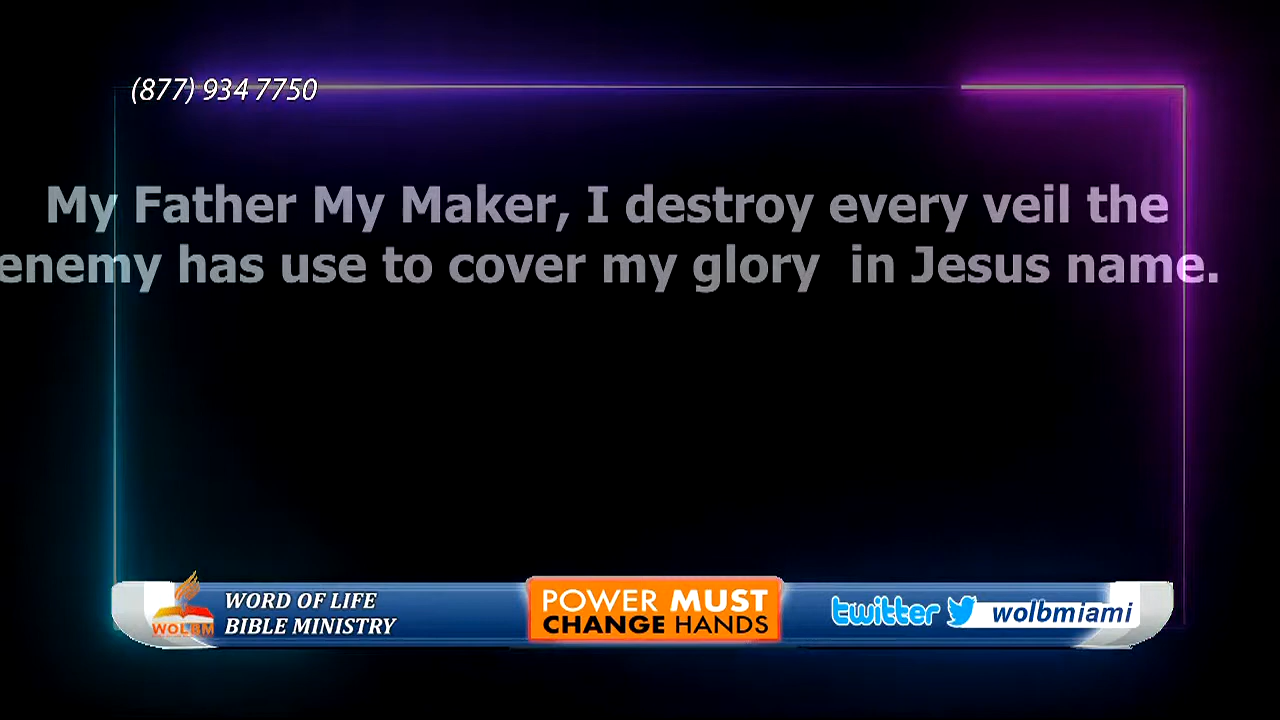 (877) 934 7750
My Father My Maker, I destroy every veil the
enemy has use to cover my glory  in Jesus name.
WOLBM
WORD OF LIFE
BIBLE MINISTRY
POWER MUST
CHANGE HANDS
twitter wolbmiami